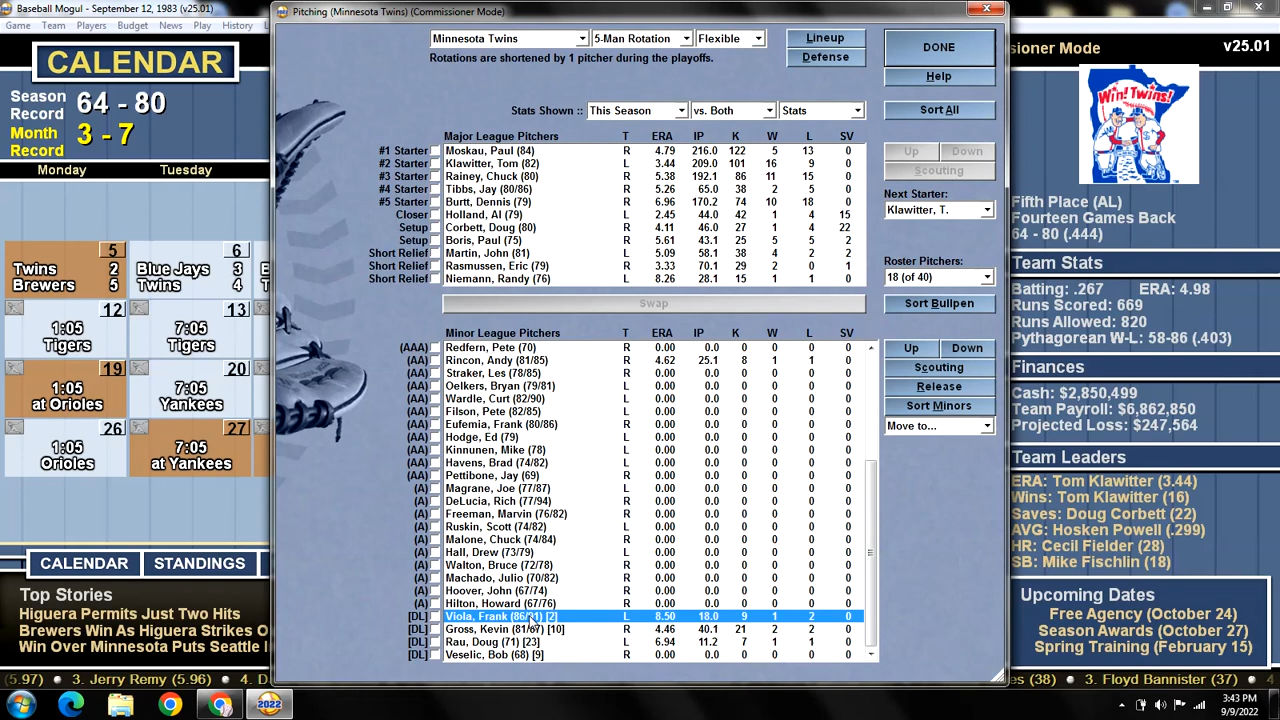 Baseball Mogul - September 12, 1983 (v25.01)
Game Team Players Budget News Play History
CALENDAR
Season Record 64 - 80
Month Record 3 - 7
Monday Tuesday
5 6
Twins 2 Blue Jays 3
Brewers 5 Twins 4
12 13
1:05 7:05
Tigers Tigers
19 20
1:05 7:05
at Orioles Yankees
26 27
1:05 7:05
Orioles at Yankees
CALENDAR STANDINGS
Top Stories
Higuera Permits Just Two Hits
Brewers Win As Higuera Strikes O
Win Over Minnesota Puts Seattle
(5.97) 3. Jerry Remy (5.96) 4. D
Pitching (Minnesota Twins) (Commissioner Mode)
Minnesota Twins 5-Man Rotation Flexible
Rotations are shortened by 1 pitcher during the playoffs.
Lineup
Defense
DONE
Help
Stats Shown :: This Season vs. Both Stats
Sort All
Major League Pitchers T ERA IP K W L SV
#1 Starter Moskau, Paul (84) R 4.79 216.0 122 5 13 0
#2 Starter Klawitter, Tom (82) L 3.44 209.0 101 16 9 0
#3 Starter Rainey, Chuck (80) R 5.38 192.1 86 11 15 0
#4 Starter Tibbs, Jay (80/86) R 5.26 65.0 38 2 5 0
#5 Starter Burtt, Dennis (79) R 6.96 170.2 74 10 18 0
Closer Holland, Al (79) L 2.45 44.0 42 1 4 15
Setup Corbett, Doug (80) R 4.11 46.0 27 1 4 22
Setup Boris, Paul (75) R 5.61 43.1 25 5 5 2
Short Relief Martin, John (81) L 5.09 58.1 38 4 2 2
Short Relief Rasmussen, Eric (79) R 3.33 70.1 29 2 0 1
Short Relief Niemann, Randy (76) L 8.26 28.1 15 1 1 0
Swap
Up Down
Scouting
Next Starter:
Klawitter, T.
Roster Pitchers:
18 (of 40)
Sort Bullpen
Minor League Pitchers T ERA IP K W L SV
(AAA) Redfern, Pete (70) R 0.00 0.0 0 0 0 0
(AA) Rincon, Andy (81/85) R 4.62 25.1 8 1 1 0
(AA) Straker, Les (78/85) R 0.00 0.0 0 0 0 0
(AA) Oelkers, Bryan (79/81) L 0.00 0.0 0 0 0 0
(AA) Wardle, Curt (82/90) L 0.00 0.0 0 0 0 0
(AA) Filson, Pete (82/85) L 0.00 0.0 0 0 0 0
(AA) Eufemia, Frank (80/86) R 0.00 0.0 0 0 0 0
(AA) Hodge, Ed (79) L 0.00 0.0 0 0 0 0
(AA) Kinnunen, Mike (78) L 0.00 0.0 0 0 0 0
(AA) Havens, Brad (74/82) L 0.00 0.0 0 0 0 0
(AA) Pettibone, Jay (69) R 0.00 0.0 0 0 0 0
(A) Magrane, Joe (77/87) L 0.00 0.0 0 0 0 0
(A) DeLucia, Rich (77/94) R 0.00 0.0 0 0 0 0
(A) Freeman, Marvin (76/82) R 0.00 0.0 0 0 0 0
(A) Ruskin, Scott (74/82) L 0.00 0.0 0 0 0 0
(A) Malone, Chuck (74/84) R 0.00 0.0 0 0 0 0
(A) Hall, Drew (73/79) L 0.00 0.0 0 0 0 0
(A) Walton, Bruce (72/78) R 0.00 0.0 0 0 0 0
(A) Machado, Julio (70/82) R 0.00 0.0 0 0 0 0
(A) Hoover, John (67/74) R 0.00 0.0 0 0 0 0
(A) Hilton, Howard (67/76) R 0.00 0.0 0 0 0 0
[DL] Viola, Frank [2] L 8.50 18.0 9 1 2 0
[DL] Gross, Kevin (81/87) [10] R 4.46 40.1 21 2 2 0
[DL] Rau, Doug (71) [23] L 6.94 11.2 7 1 1 0
[DL] Veselic, Bob (68) [9] R 0.00 0.0 0 0 0 0
Up Down
Scouting
Release
Sort Minors
Move to...
sioner Mode v25.01
Win! Twins!
Fifth Place (AL)
Fourteen Games Back
64 - 80 (.444)
Team Stats
Batting: .267 ERA: 4.98
Runs Scored: 669
Runs Allowed: 820
Pythagorean W-L: 58-86 (.403)
Finances
Cash: $2,850,499
Team Payroll: $6,862,850
Projected Loss: $247,564
Team Leaders
ERA: Tom Klawitter (3.44)
Wins: Tom Klawitter (16)
Saves: Doug Corbett (22)
AVG: Hosken Powell (.299)
HR: Cecil Fielder (28)
SB: Mike Fischlin (38)
Upcoming Dates
Free Agency (October 24)
Season Awards (October 27)
Spring Training (February 15)
es (38) 3. Floyd Bannister (37) 4.
2022
3:43 PM
9/9/2022